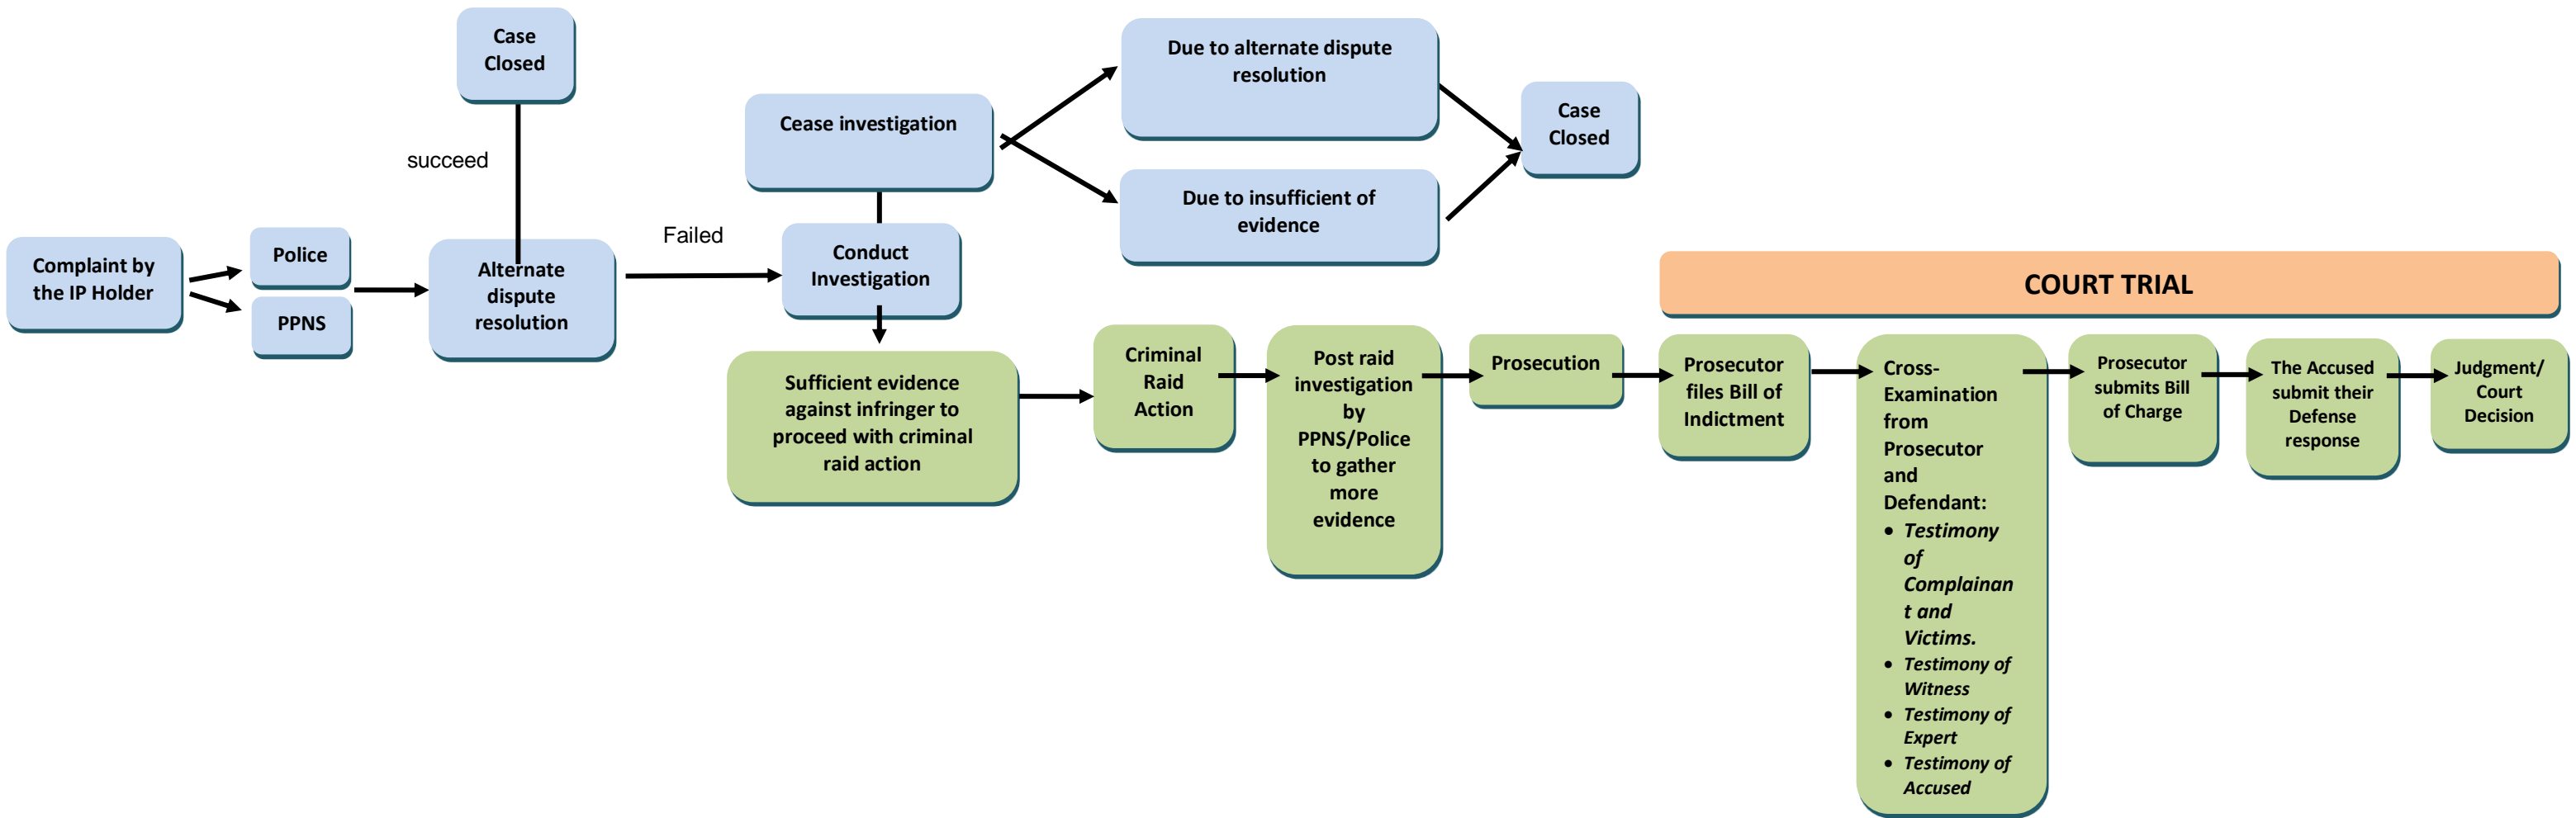 Case
Closed
succeed
Complaint by
the IP Holder
Police
PPNS
Alternate
dispute
resolution
Failed
Cease investigation
Conduct
Investigation
Due to alternate dispute
resolution
Due to insufficient of
evidence
Case
Closed
Sufficient evidence
against infringer to
proceed with criminal
raid action
Criminal
Raid
Action
Post raid
investigation
by
PPNS/Police
to gather
more
evidence
Prosecution
COURT TRIAL
Prosecutor
files Bill of
Indictment
Cross-
Examination
from
Prosecutor
and
Defendant:
• Testimony
of
Complainan
t and
Victims.
• Testimony of
Witness
• Testimony of
Expert
• Testimony of
Accused
Prosecutor
submits Bill
of Charge
The Accused
submit their
Defense
response
Judgment/
Court
Decision